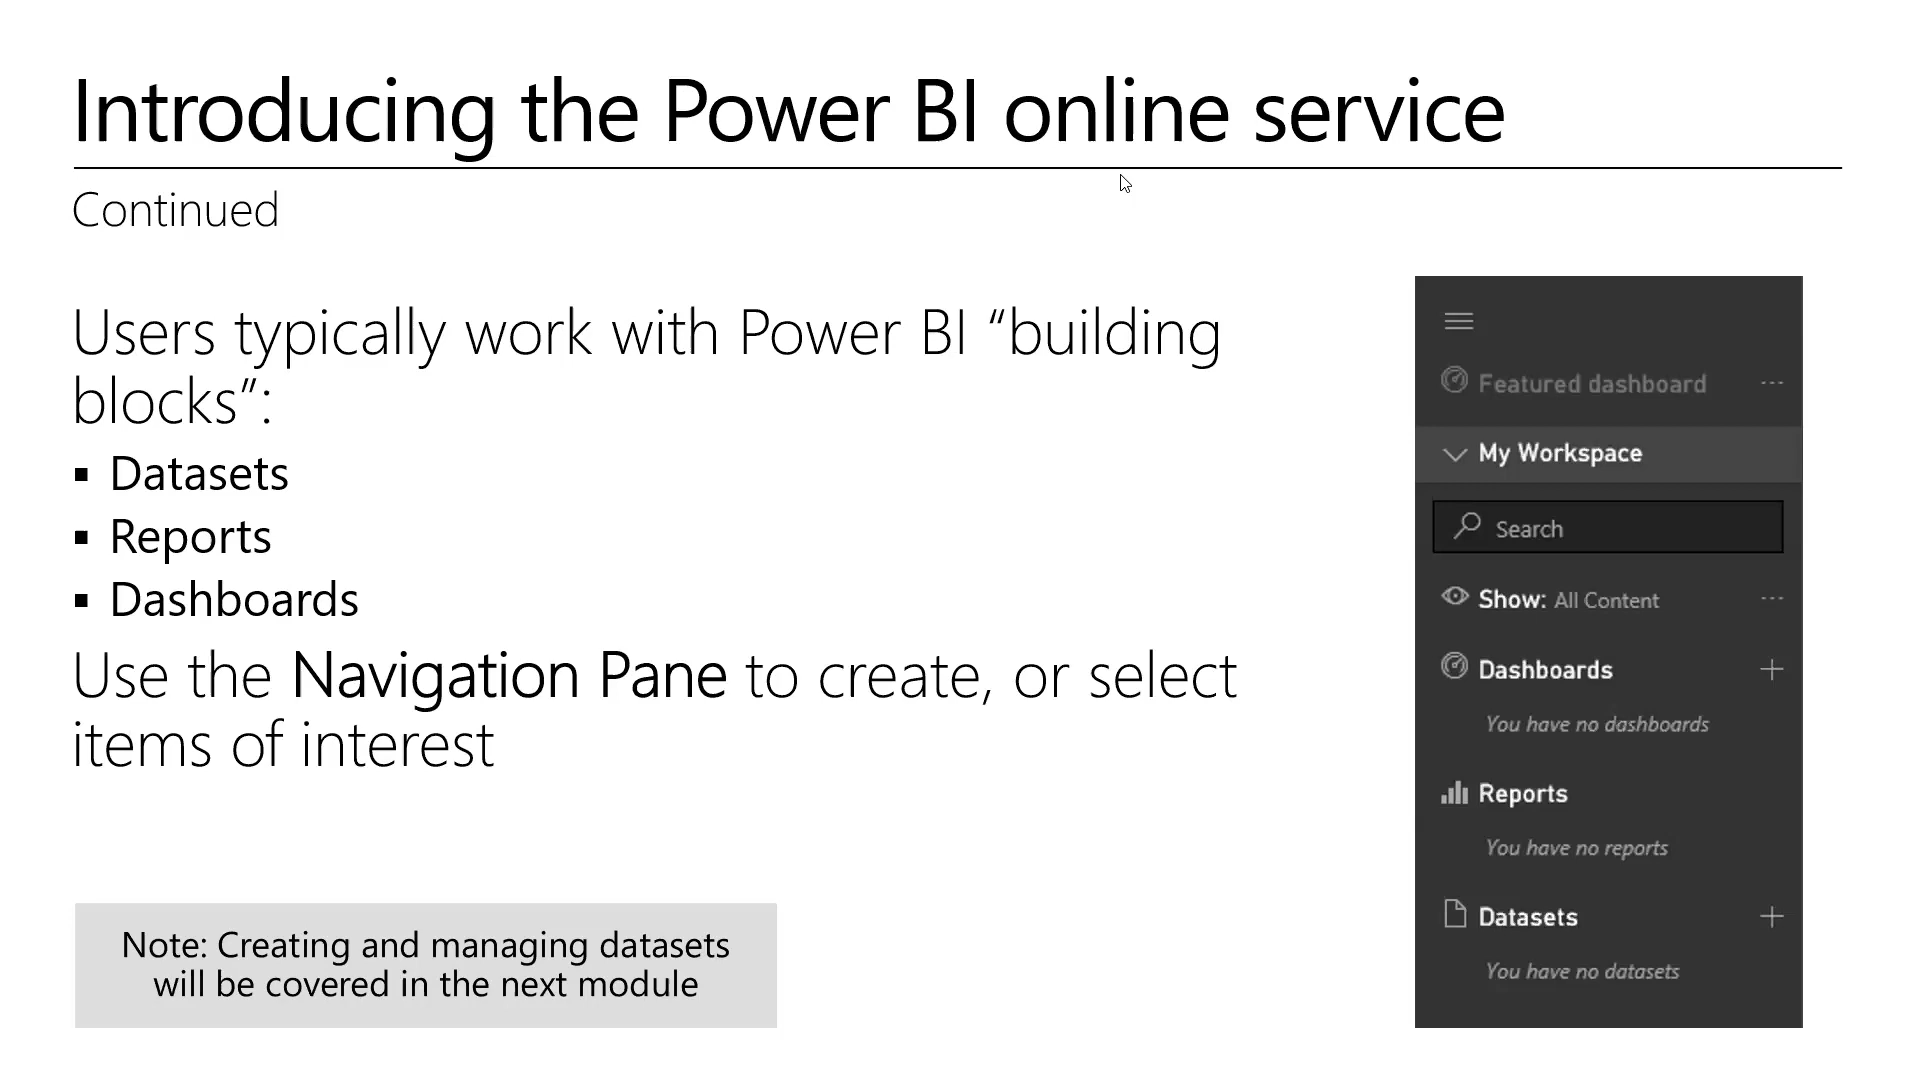 Introducing the Power BI online service
Continued
Users typically work with Power BI “building
blocks”:
▪ Datasets
▪ Reports
▪ Dashboards
Use the Navigation Pane to create, or select
items of interest
Note: Creating and managing datasets
will be covered in the next module
Featured dashboard ...
My Workspace
Search
Show: All Content ...
Dashboards +
You have no dashboards
Reports
You have no reports
Datasets +
You have no datasets